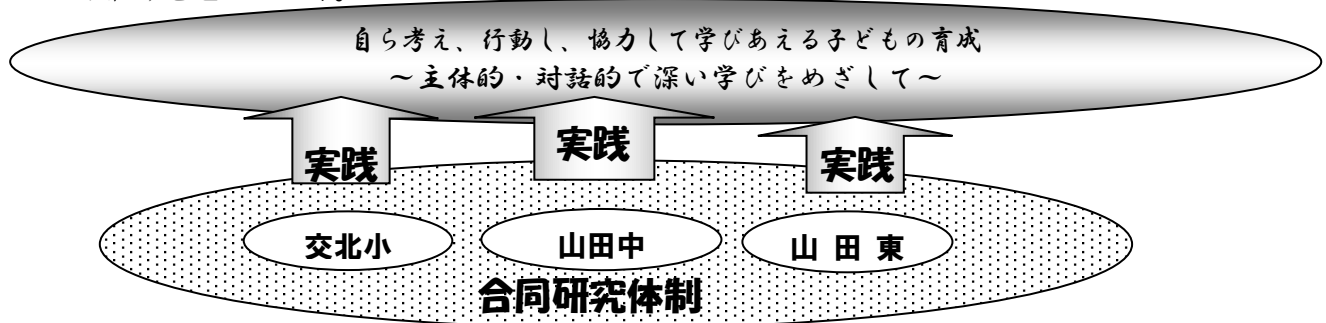 自ら考え、行動し、協力して学びあえる子どもの育成
～主体的・対話的で深い学びをめざして～
実践
実践
実践
交北小
山田中
山 田 東
合同研究体制